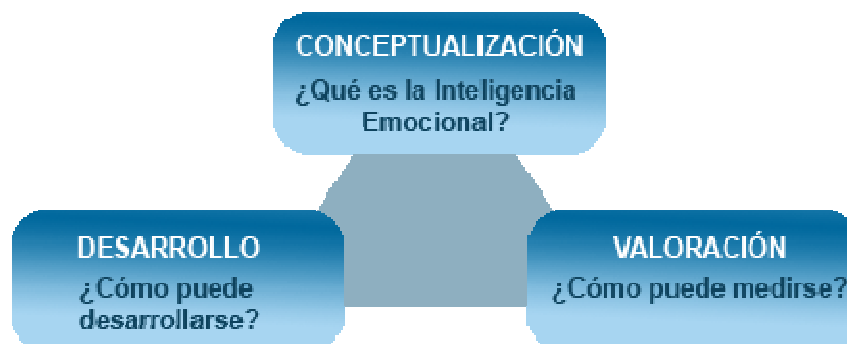 CONCEPTUALIZACIÓN
¿Qué es la Inteligencia
Emocional?
DESARROLLO
¿Cómo puede
desarrollarse?
VALORACIÓN
¿Cómo puede medirse?